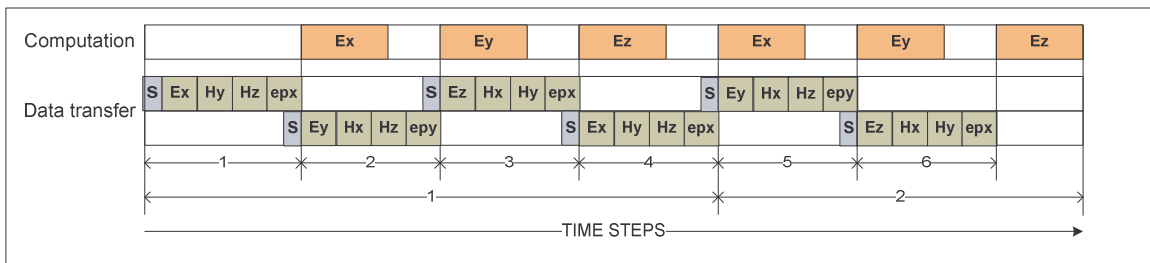 Computation Ex Ey Ez Ex Ey Ez
S Ex Hy Hz epx S Ez Hx Hy epx S Ey Hx Hz epy
Data transfer
S Ey Hx Hz epy S Ex Hy Hz epx S Ez Hx Hy epx
1 2 3 4 5 6
1 2
TIME STEPS